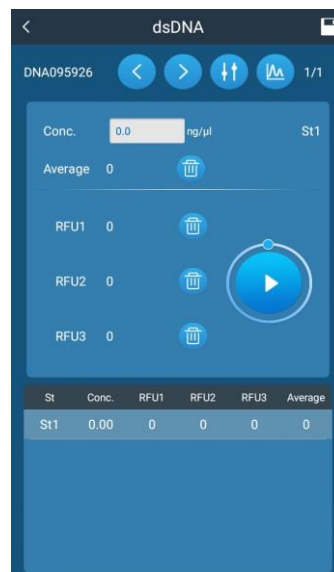 dsDNA
DNA095926 1/1
Conc. 0.0 ng/µl St1
Average 0
RFU1 0
RFU2 0
RFU3 0
St Conc. RFU1 RFU2 RFU3 Average
St1 0.00 0 0 0 0